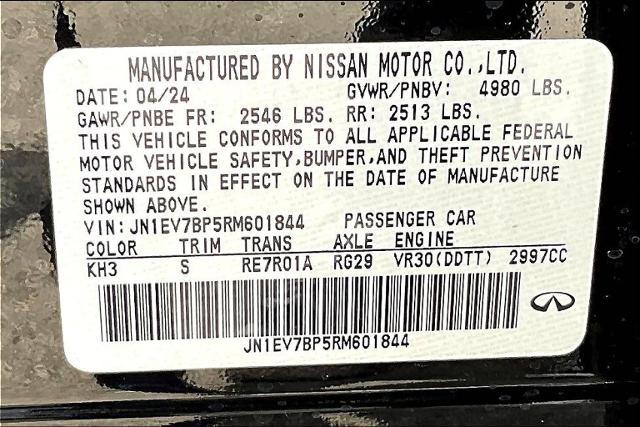 MANUFACTURED BY NISSAN MOTOR CO.,LTD.
DATE: 04/24 GVWR/PNBV: 4980 LBS.
GAWR/PNBE FR: 2546 LBS. RR: 2513 LBS.
THIS VEHICLE CONFORMS TO ALL APPLICABLE FEDERAL
MOTOR VEHICLE SAFETY,BUMPER,AND THEFT PREVENTION
STANDARDS IN EFFECT ON THE DATE OF MANUFACTURE
SHOWN ABOVE.
VIN:JN1EV7BP5RM601844 PASSENGER CAR
COLOR TRIM TRANS AXLE ENGINE
KH3 S RE7R01A RG29 VR30(DDTT) 2997CC
JN1EV7BP5RM601844